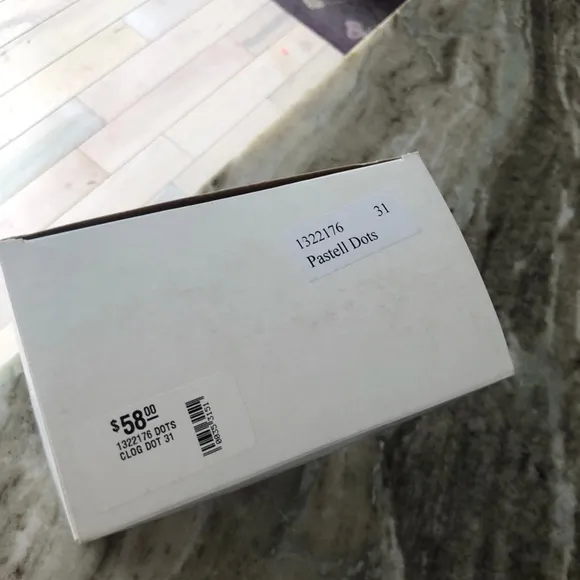 1322176 31
Pastell Dots
$58.00
1322176 DOTS
CLOG DOT 31